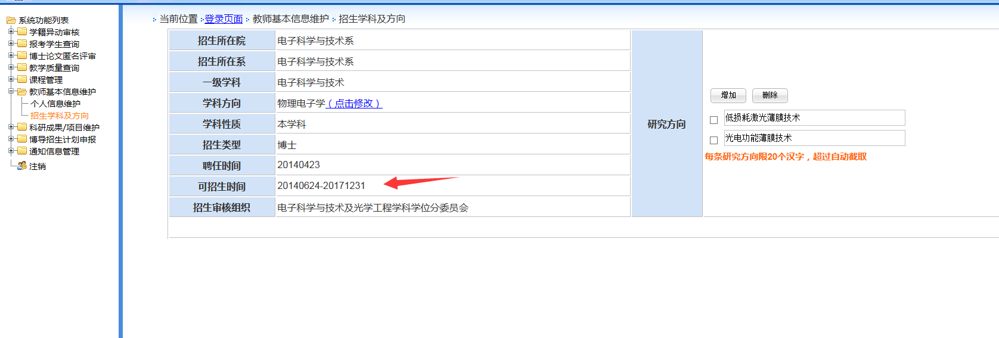 系统功能列表
学籍异动审核
报考学生查询
博士论文匿名评审
教学质量查询
课程管理
教师基本信息维护
个人信息维护
招生学科及方向
科研成果/项目维护
博导招生计划申报
通知信息管理
注销
当前位置 登录页面 教师基本信息维护 招生学科及方向
招生所在院 电子科学与技术系
招生所在系 电子科学与技术系
一级学科 电子科学与技术
学科方向 物理电子学（点击修改）
学科性质 本学科
招生类型 博士
聘任时间 20140423
可招生时间 20140624-20171231
招生审核组织 电子科学与技术及光学工程学科学位分委员会
研究方向
增加 删除
低损耗激光薄膜技术
光电功能薄膜技术
每条研究方向限20个汉字，超过自动截取